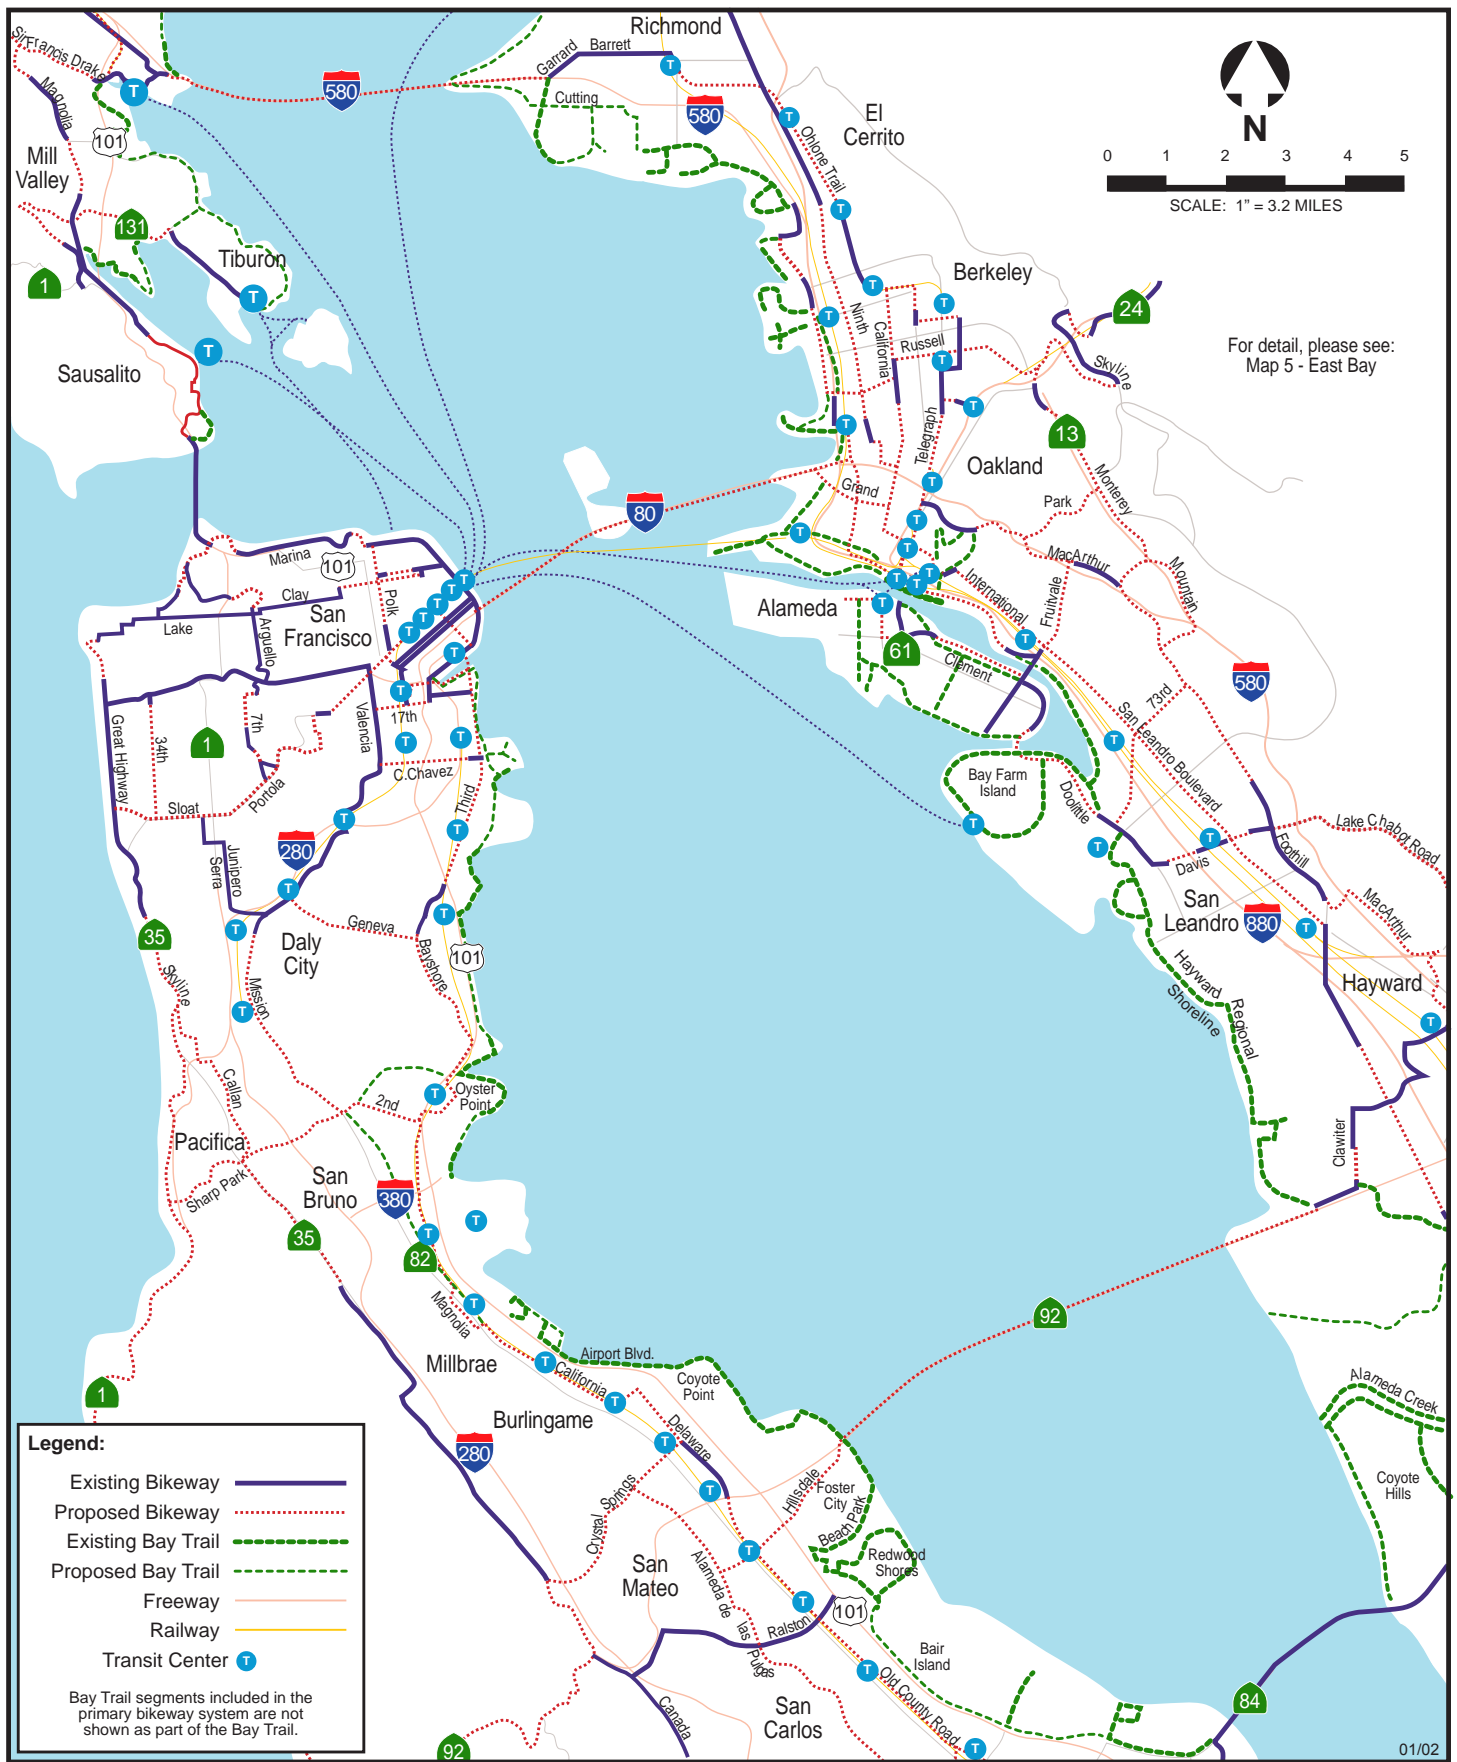 Richmond
Sir Francis Drake
Garrard
Barrett
Magnolia
580
Cutting
580
101
El
Cerrito
Ohlone Trail
N
0 1 2 3 4 5
SCALE: 1” = 3.2 MILES
Mill
Valley
131
Tiburon
1
Berkeley
24
Ninth
California
Russell
Skyline
For detail, please see:
Map 5 - East Bay
Sausalito
Telegraph
13
Oakland
Monterey
Grand
Park
80
Marina
101
MacArthur
Mountain
Clay
Polk
San
Francisco
Lake
Arguello
International
Fruitvale
Alameda
61
Clement
580
73rd
Great Highway
34th
7th
1
Valencia
17th
San Leandro Boulevard
C.Chavez
Portola
Sloat
Third
Bay Farm
Island
Doolittle
Lake Chabot Road
280
Junipero
Serra
Davis
Foothill
San
Leandro
880
MacArthur
35
Geneva
Daly
City
Bayshore
101
Skyline
Mission
Hayward
Regional
Shoreline
Hayward
Callan
2nd
Oyster
Point
Pacifica
Clawiter
Sharp Park
San
Bruno
380
35
82
Magnolia
92
Millbrae
Airport Blvd.
California
Coyote
Point
1
Burlingame
Delaware
Alameda Creek
280
Coyote
Hills
Hillsdale
Foster
City
Crystal
Springs
Beach Park
Redwood
Shores
San
Mateo
Alameda de
las
Pulgas
Ralston
101
Bair
Island
Old County Road
San
Carlos
Canada
84
92
01/02
Legend:
Existing Bikeway
Proposed Bikeway
Existing Bay Trail
Proposed Bay Trail
Freeway
Railway
Transit Center T
Bay Trail segments included in the
primary bikeway system are not
shown as part of the Bay Trail.